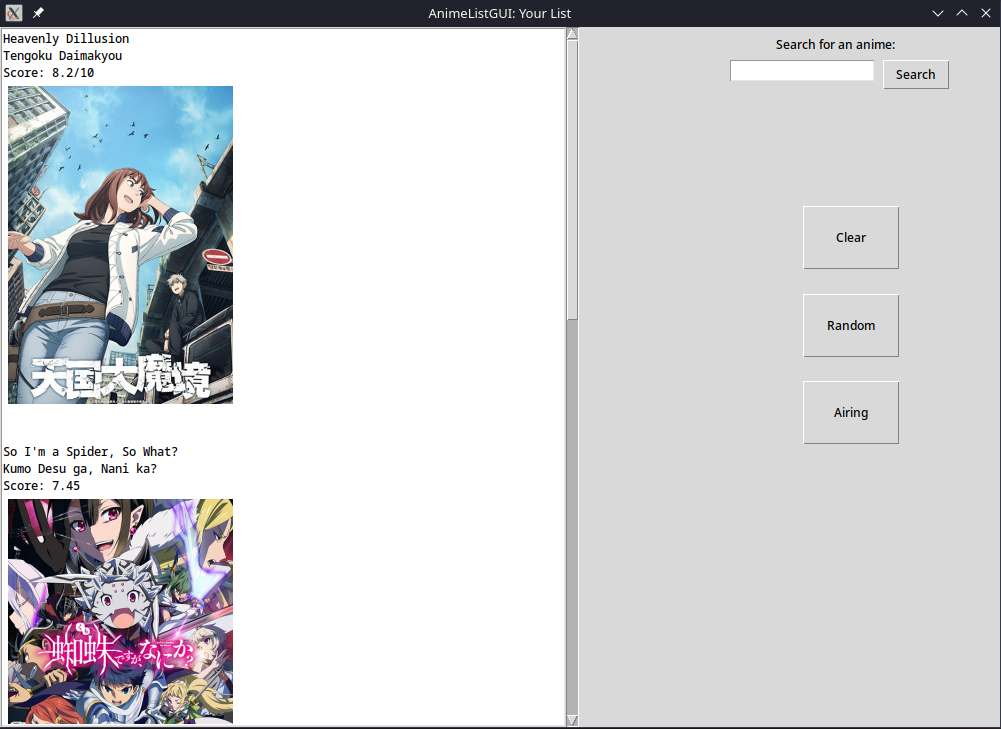 AnimeListGUI: Your List
Heavenly Dillusion
Tengoku Daimakyou
Score: 8.2/10
天国大魔境
So I'm a Spider, So What?
Kumo Desu ga, Nani ka?
Score: 7.45
蜘蛛ですが、なにか?
Search for an anime:
Search
Clear
Random
Airing